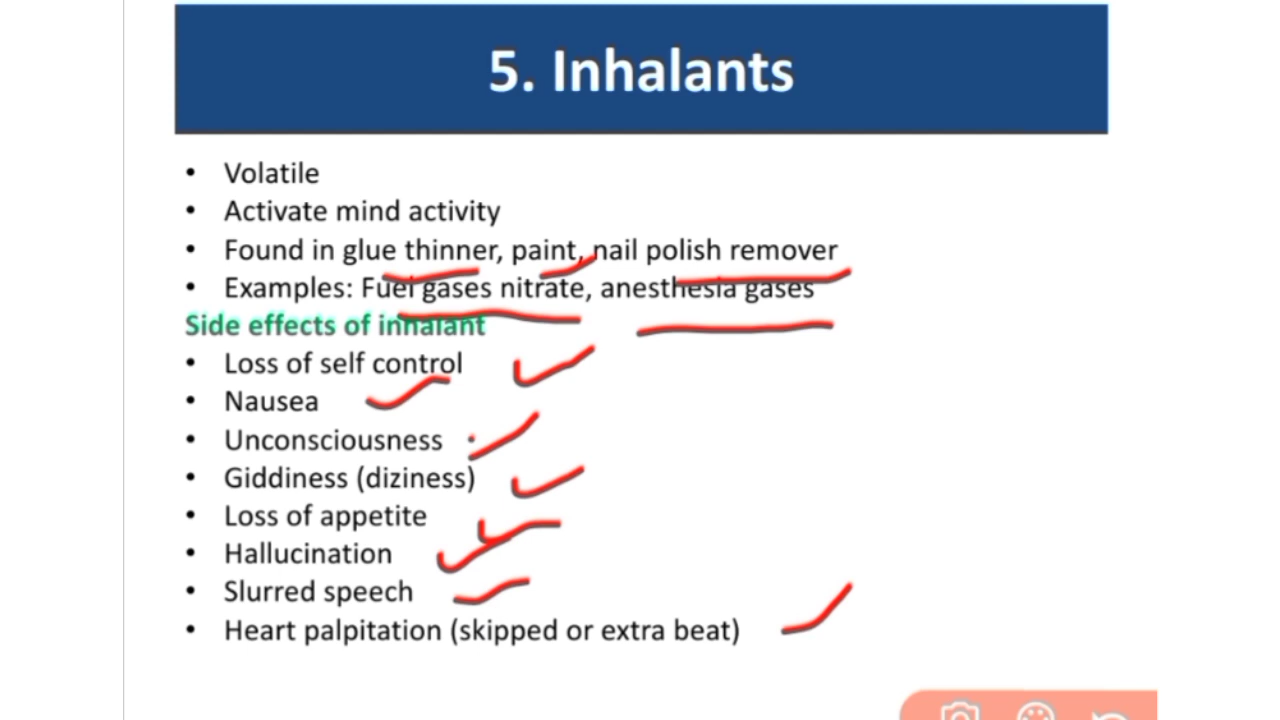 5. Inhalants
• Volatile
• Activate mind activity
• Found in glue thinner, paint, nail polish remover
• Examples: Fuel gases nitrate, anesthesia gases
Side effects of inhalant
• Loss of self control
• Nausea
• Unconsciousness
• Giddiness (diziness)
• Loss of appetite
• Hallucination
• Slurred speech
• Heart palpitation (skipped or extra beat)